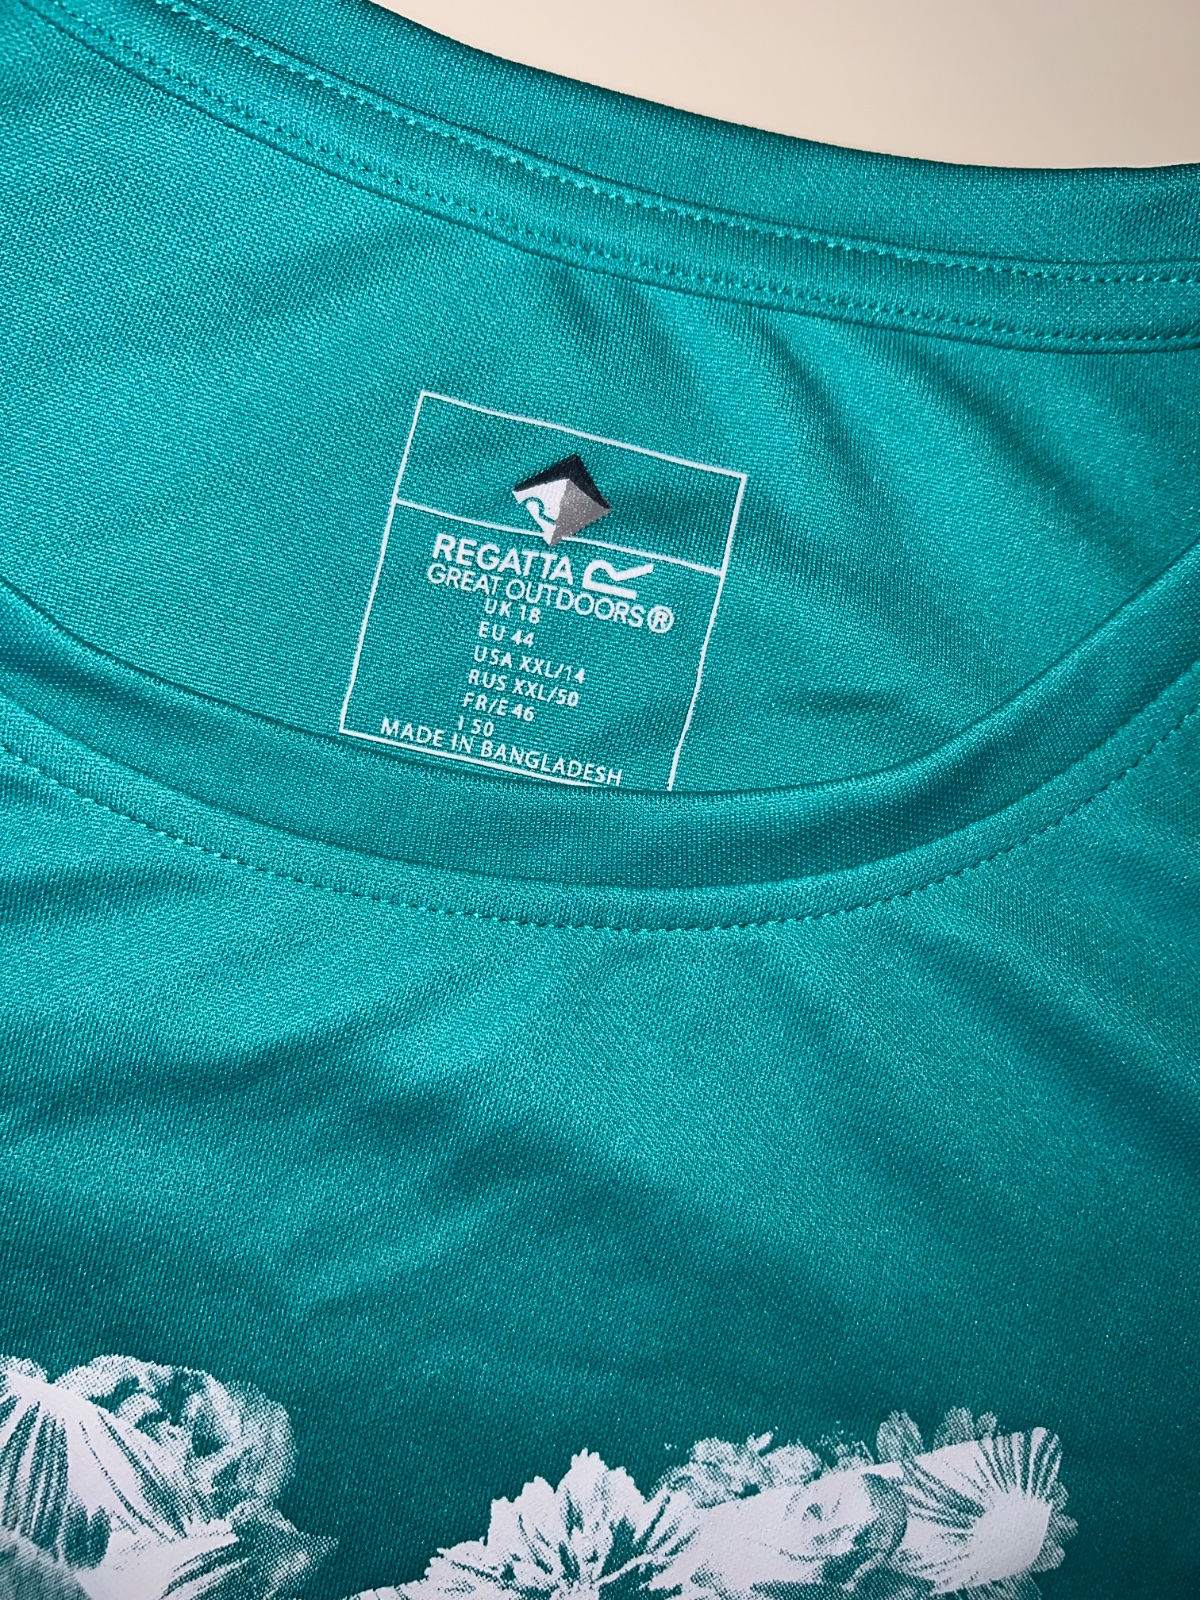 REGATTA
GREAT OUTDOORS®
UK 18
EU 44
USA XXL/14
RUS XXL/50
FR/E 46
I 50
MADE IN BANGLADESH